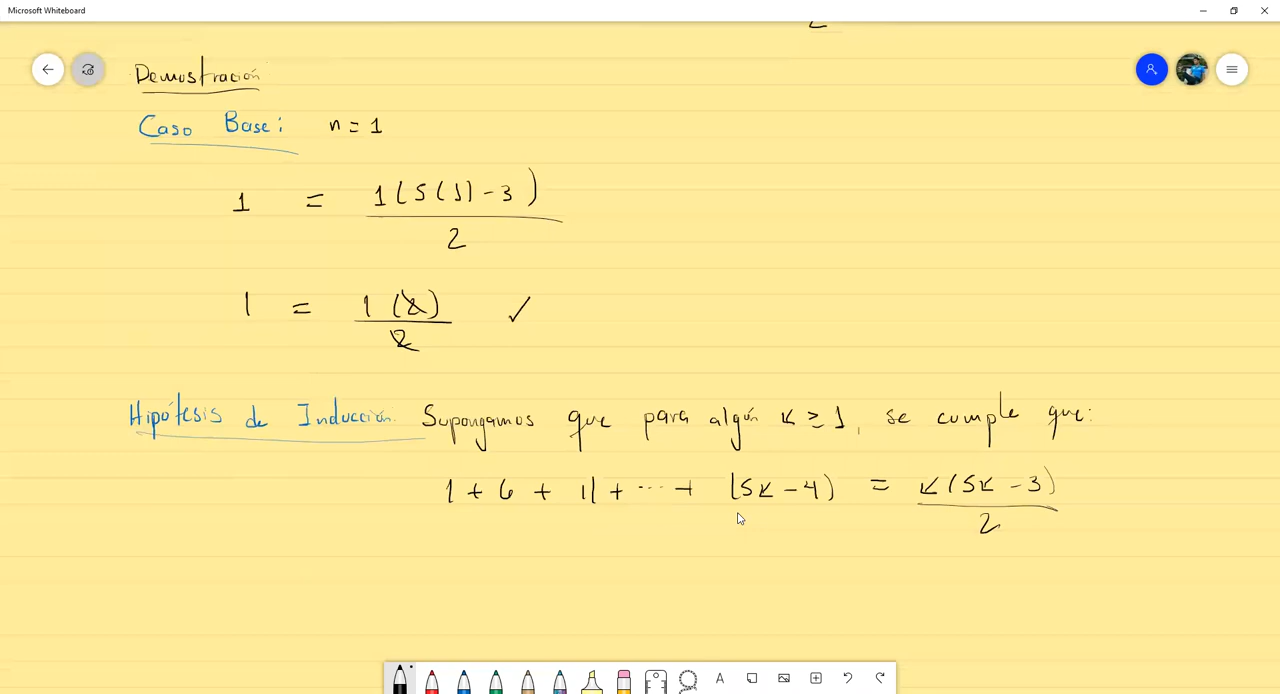 Microsoft Whiteboard
2
Demostración
Caso Base: n = 1
1 = 1(5(1)-3)
2
1 = 1(2) ✓
2
Hipótesis de Inducción. Supongamos que para algún k ≥ 1, se cumple que:
1 + 6 + 11 + ... + (5k - 4) = k(5k - 3)
2
A